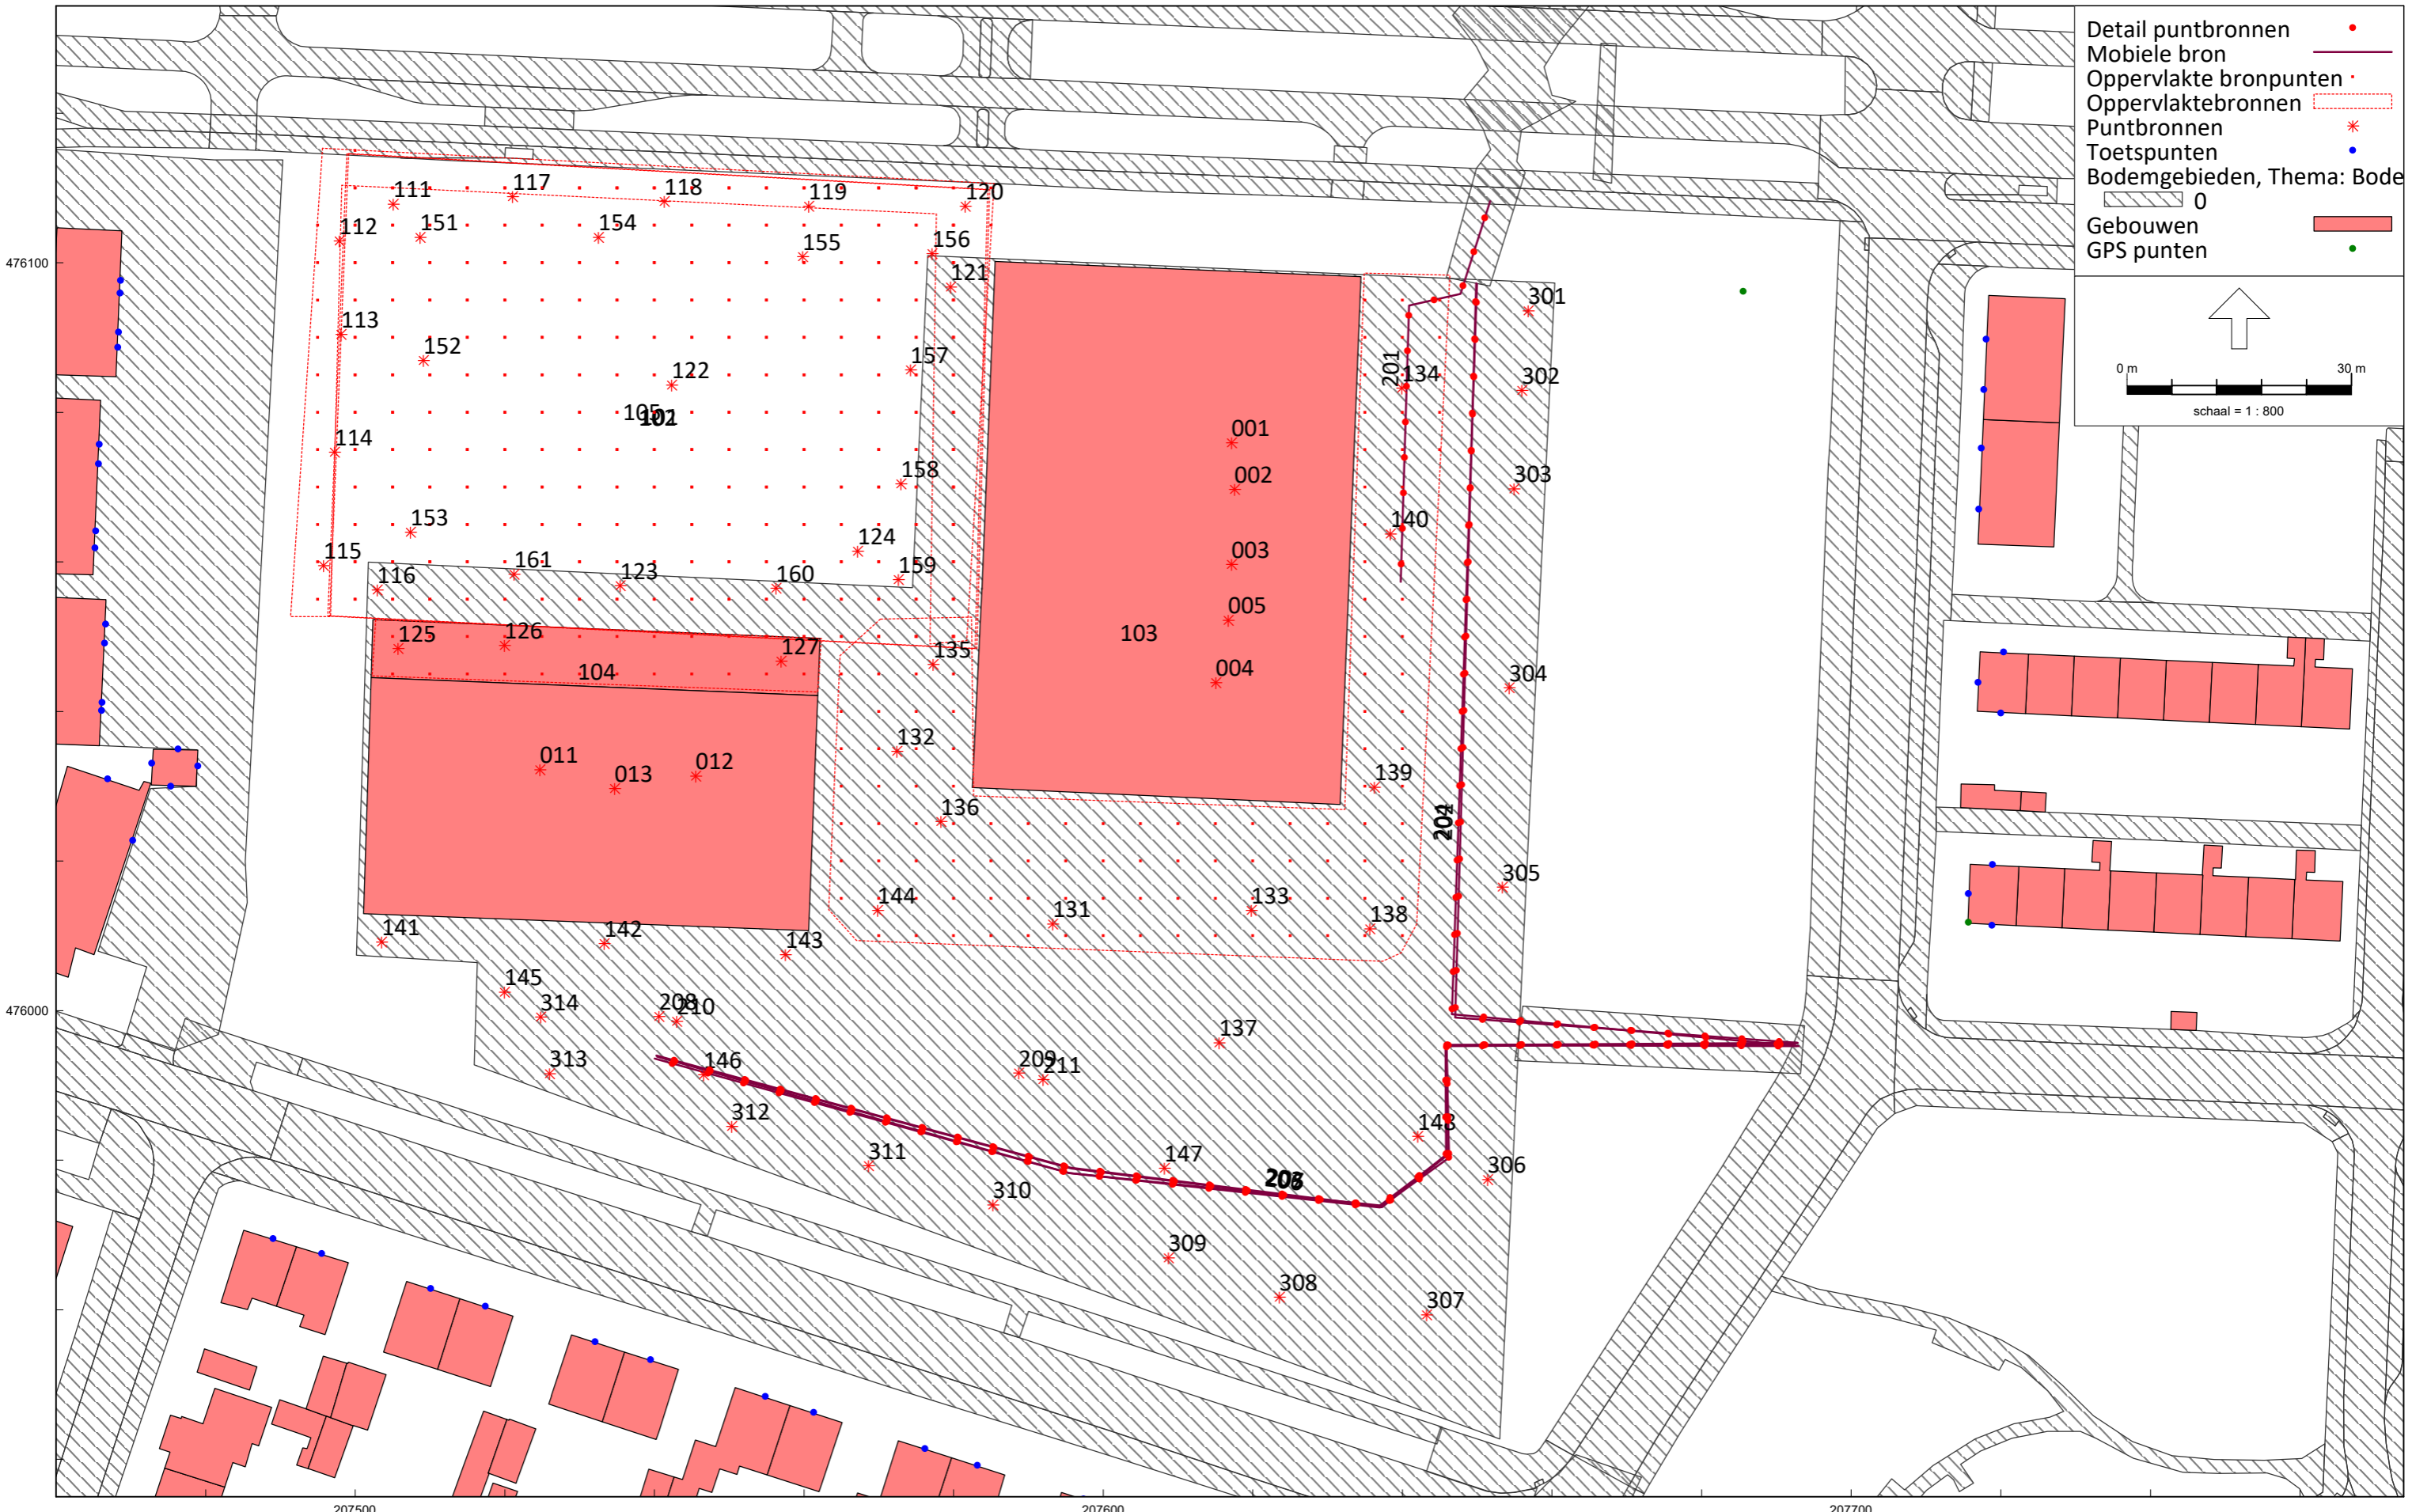 Detail puntbronnen
Mobiele bron
Oppervlakte bronpunten
Oppervlaktebronnen
Puntbronnen
Toetspunten
Bodemgebieden, Thema: Bode
0
Gebouwen
GPS punten
0 m 30 m
schaal = 1 : 800
111 117 118 119 120
112 151 154 155 156
476100
121
301
113
152 122 157 201 134 302
105
001
114
158 002 303
153 124 140
115 161 003
116 123 160 159
005
125 126 127 135 103
104 004 304
132
011 013 012 139
136
305
144 131 133 138
141 142 143
145
314 208 210
476000
137
313 146 209 211
312 148
311 147 306
310
309
308 307
207500 207600 207700